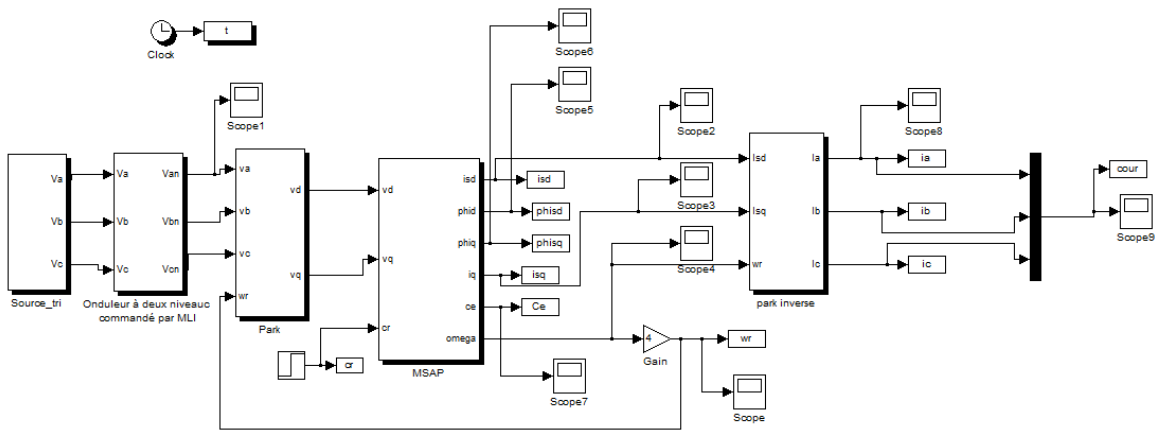 t
Clock
Scope1
Scope6
Scope5
Scope2
Scope8
Va
Vb
Vc
Source_tri
Va
Vb
Vc
Van
Vbn
Vcn
Onduleur à deux niveauc
commandé par MLI
va
vb
vc
wr
vd
vq
Park
vd
vq
cr
isd
phid
phiq
iq
ce
omega
MSAP
cr
isd
phisd
phisq
isq
Ce
Scope7
Scope3
Scope4
4
Gain
wr
Scope
Isd
Isq
wr
Ia
Ib
Ic
park inverse
ia
ib
ic
cour
Scope9